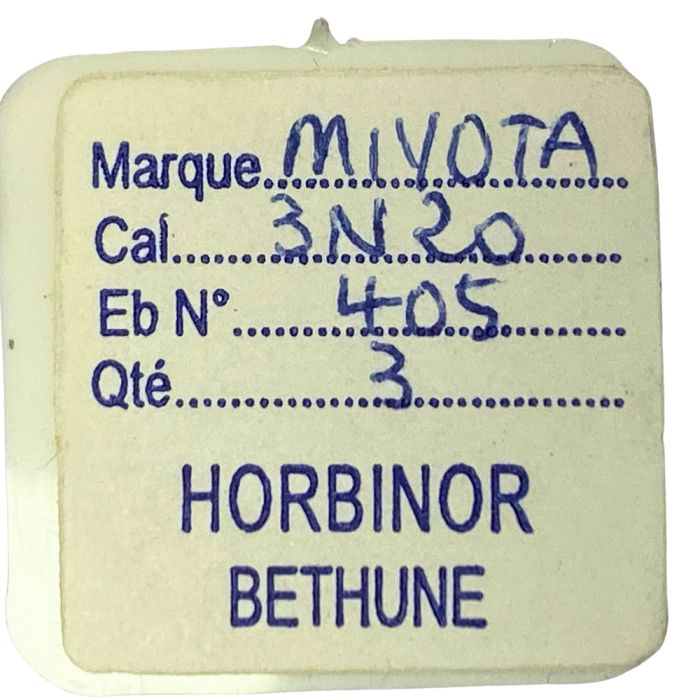 Marque MIYOTA
Cal 3N20
Eb N° 405
Qté 3
HORBINOR
BETHUNE